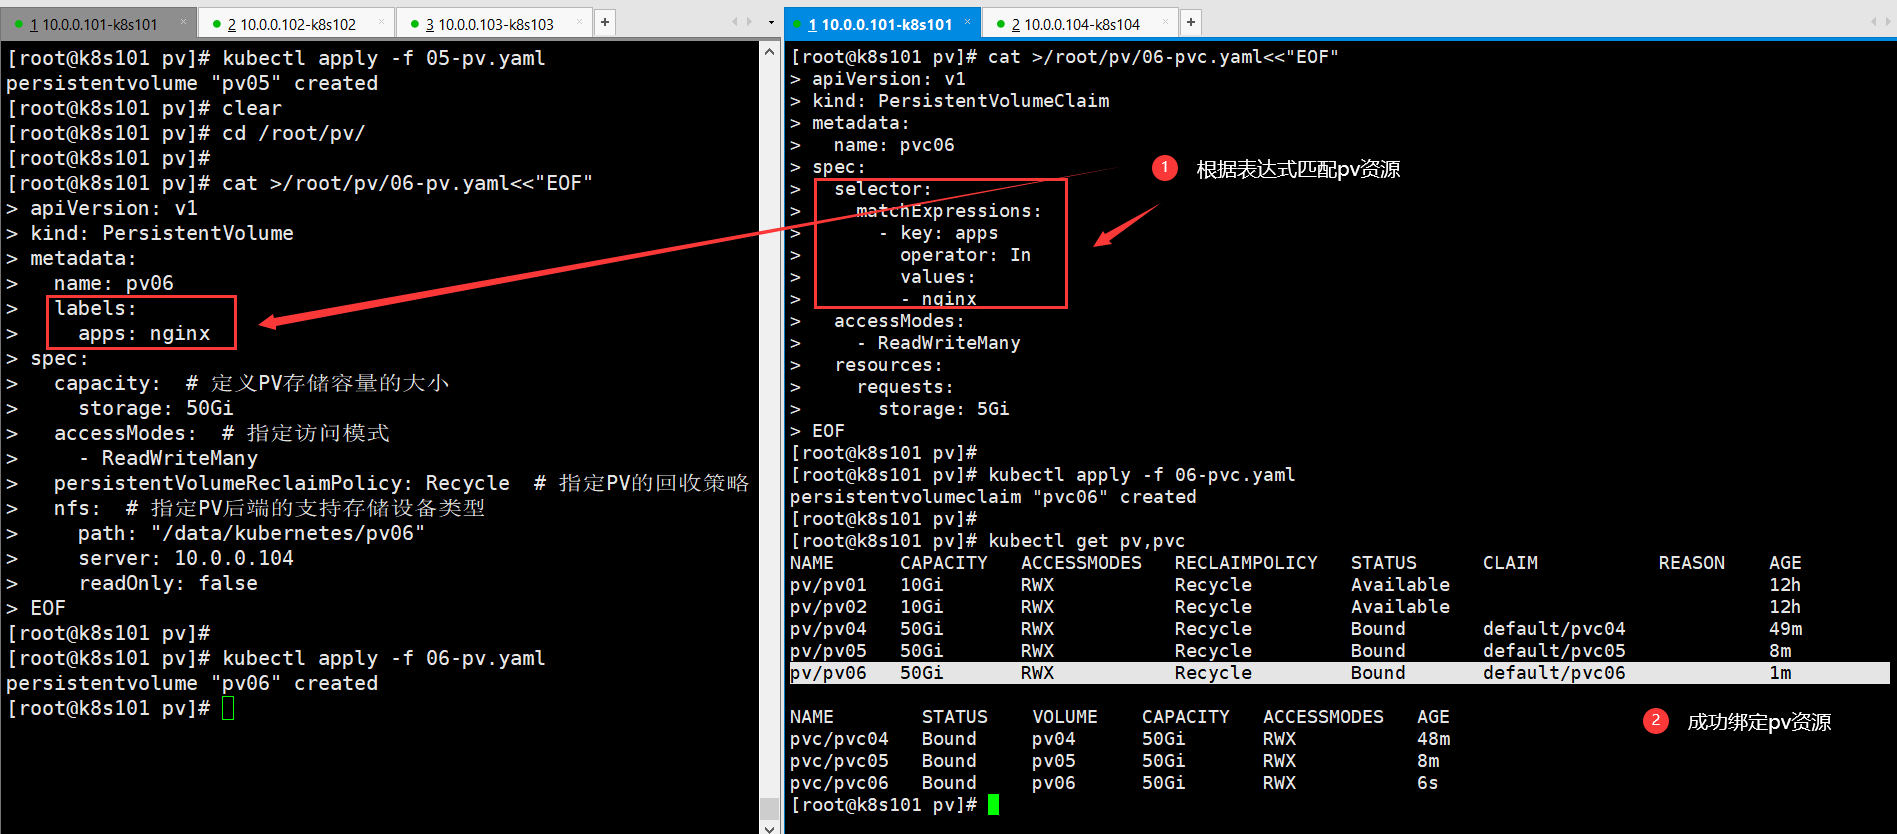 1 10.0.0.101-k8s101
2 10.0.0.102-k8s102
3 10.0.0.103-k8s103
[root@k8s101 pv]# kubectl apply -f 05-pv.yaml
persistentvolume "pv05" created
[root@k8s101 pv]# clear
[root@k8s101 pv]# cd /root/pv/
[root@k8s101 pv]#
[root@k8s101 pv]# cat >/root/pv/06-pv.yaml<<"EOF"
> apiVersion: v1
> kind: PersistentVolume
> metadata:
>   name: pv06
>   labels:
>     apps: nginx
> spec:
>   capacity:  # 定义PV存储容量的大小
>     storage: 50Gi
>   accessModes:  # 指定访问模式
>     - ReadWriteMany
>   persistentVolumeReclaimPolicy: Recycle  # 指定PV的回收策略
>   nfs:  # 指定PV后端的支持存储设备类型
>     path: "/data/kubernetes/pv06"
>     server: 10.0.0.104
>     readOnly: false
> EOF
[root@k8s101 pv]#
[root@k8s101 pv]# kubectl apply -f 06-pv.yaml
persistentvolume "pv06" created
[root@k8s101 pv]#
1 10.0.0.101-k8s101
2 10.0.0.104-k8s104
[root@k8s101 pv]# cat >/root/pv/06-pvc.yaml<<"EOF"
> apiVersion: v1
> kind: PersistentVolumeClaim
> metadata:
>   name: pvc06
> spec:
>   selector:
>     matchExpressions:
>       - key: apps
>         operator: In
>         values:
>         - nginx
>   accessModes:
>     - ReadWriteMany
>   resources:
>     requests:
>       storage: 5Gi
> EOF
[root@k8s101 pv]#
[root@k8s101 pv]# kubectl apply -f 06-pvc.yaml
persistentvolumeclaim "pvc06" created
[root@k8s101 pv]#
[root@k8s101 pv]# kubectl get pv,pvc
NAME      CAPACITY   ACCESSMODES   RECLAIMPOLICY   STATUS      CLAIM           REASON    AGE
pv/pv01   10Gi       RWX           Recycle         Available                             12h
pv/pv02   10Gi       RWX           Recycle         Available                             12h
pv/pv04   50Gi       RWX           Recycle         Bound       default/pvc04             49m
pv/pv05   50Gi       RWX           Recycle         Bound       default/pvc05             8m
pv/pv06   50Gi       RWX           Recycle         Bound       default/pvc06             1m
NAME        STATUS    VOLUME    CAPACITY   ACCESSMODES   AGE
pvc/pvc04   Bound     pv04      50Gi       RWX           48m
pvc/pvc05   Bound     pv05      50Gi       RWX           8m
pvc/pvc06   Bound     pv06      50Gi       RWX           6s
[root@k8s101 pv]#
1 根据表达式匹配pv资源
2 成功绑定pv资源